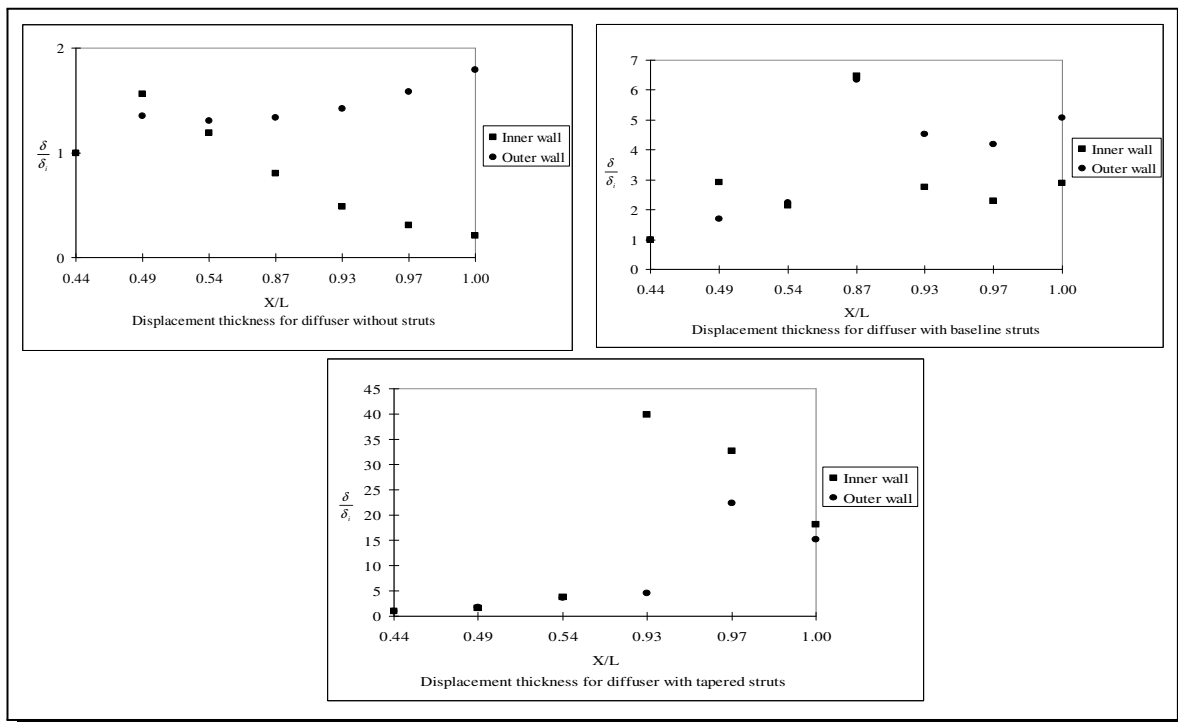 2
1
0
δ
δi
0.44 0.49 0.54 0.87 0.93 0.97 1.00
X/L
Inner wall
Outer wall
Displacement thickness for diffuser without struts
7
6
5
4
3
2
1
0
δ
δi
0.44 0.49 0.54 0.87 0.93 0.97 1.00
X/L
Inner wall
Outer wall
Displacement thickness for diffuser with baseline struts
45
40
35
30
25
20
15
10
5
0
δ
δi
0.44 0.49 0.54 0.93 0.97 1.00
X/L
Inner wall
Outer wall
Displacement thickness for diffuser with tapered struts